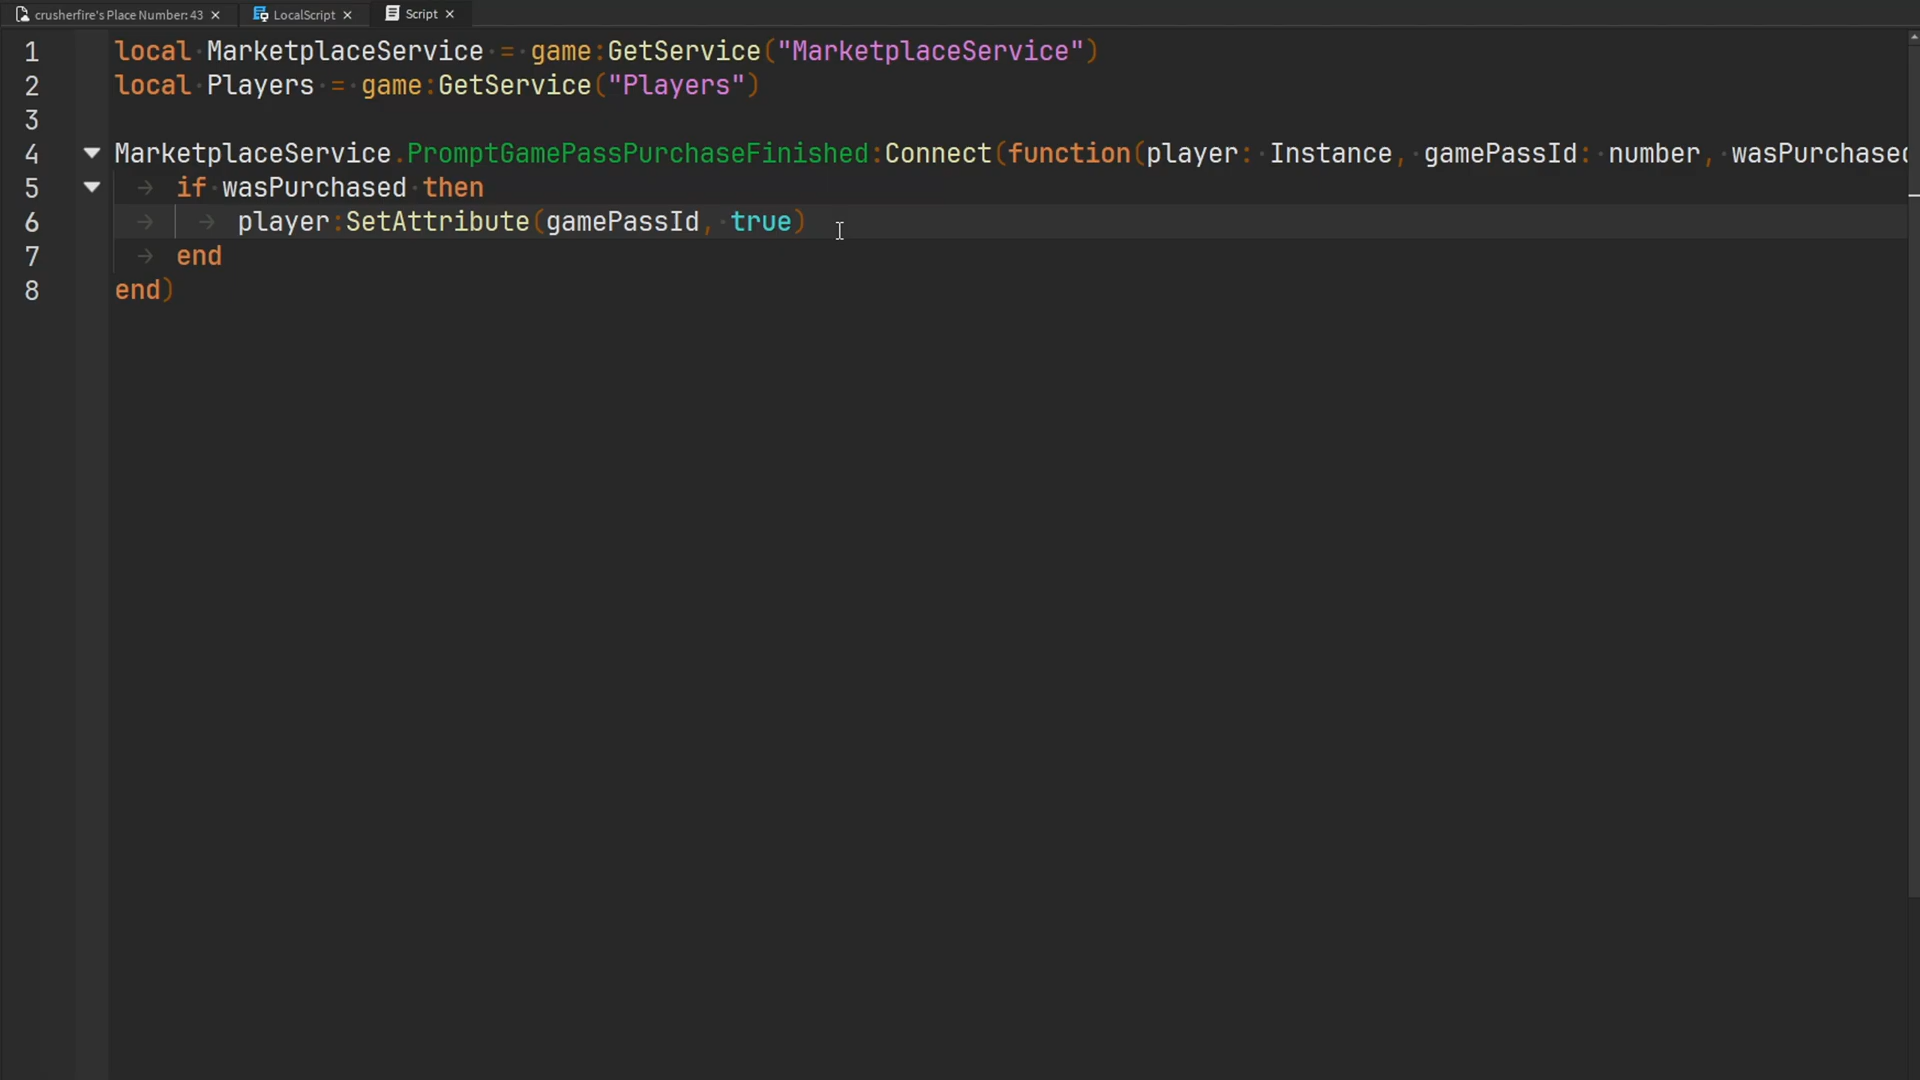 crusherfire's Place Number: 43
LocalScript
Script
1 local MarketplaceService = game:GetService("MarketplaceService")
2 local Players = game:GetService("Players")
3
4 MarketplaceService.PromptGamePassPurchaseFinished:Connect(function(player: Instance, gamePassId: number, wasPurchased
5 if wasPurchased then
6 player:SetAttribute(gamePassId, true)
7 end
8 end)